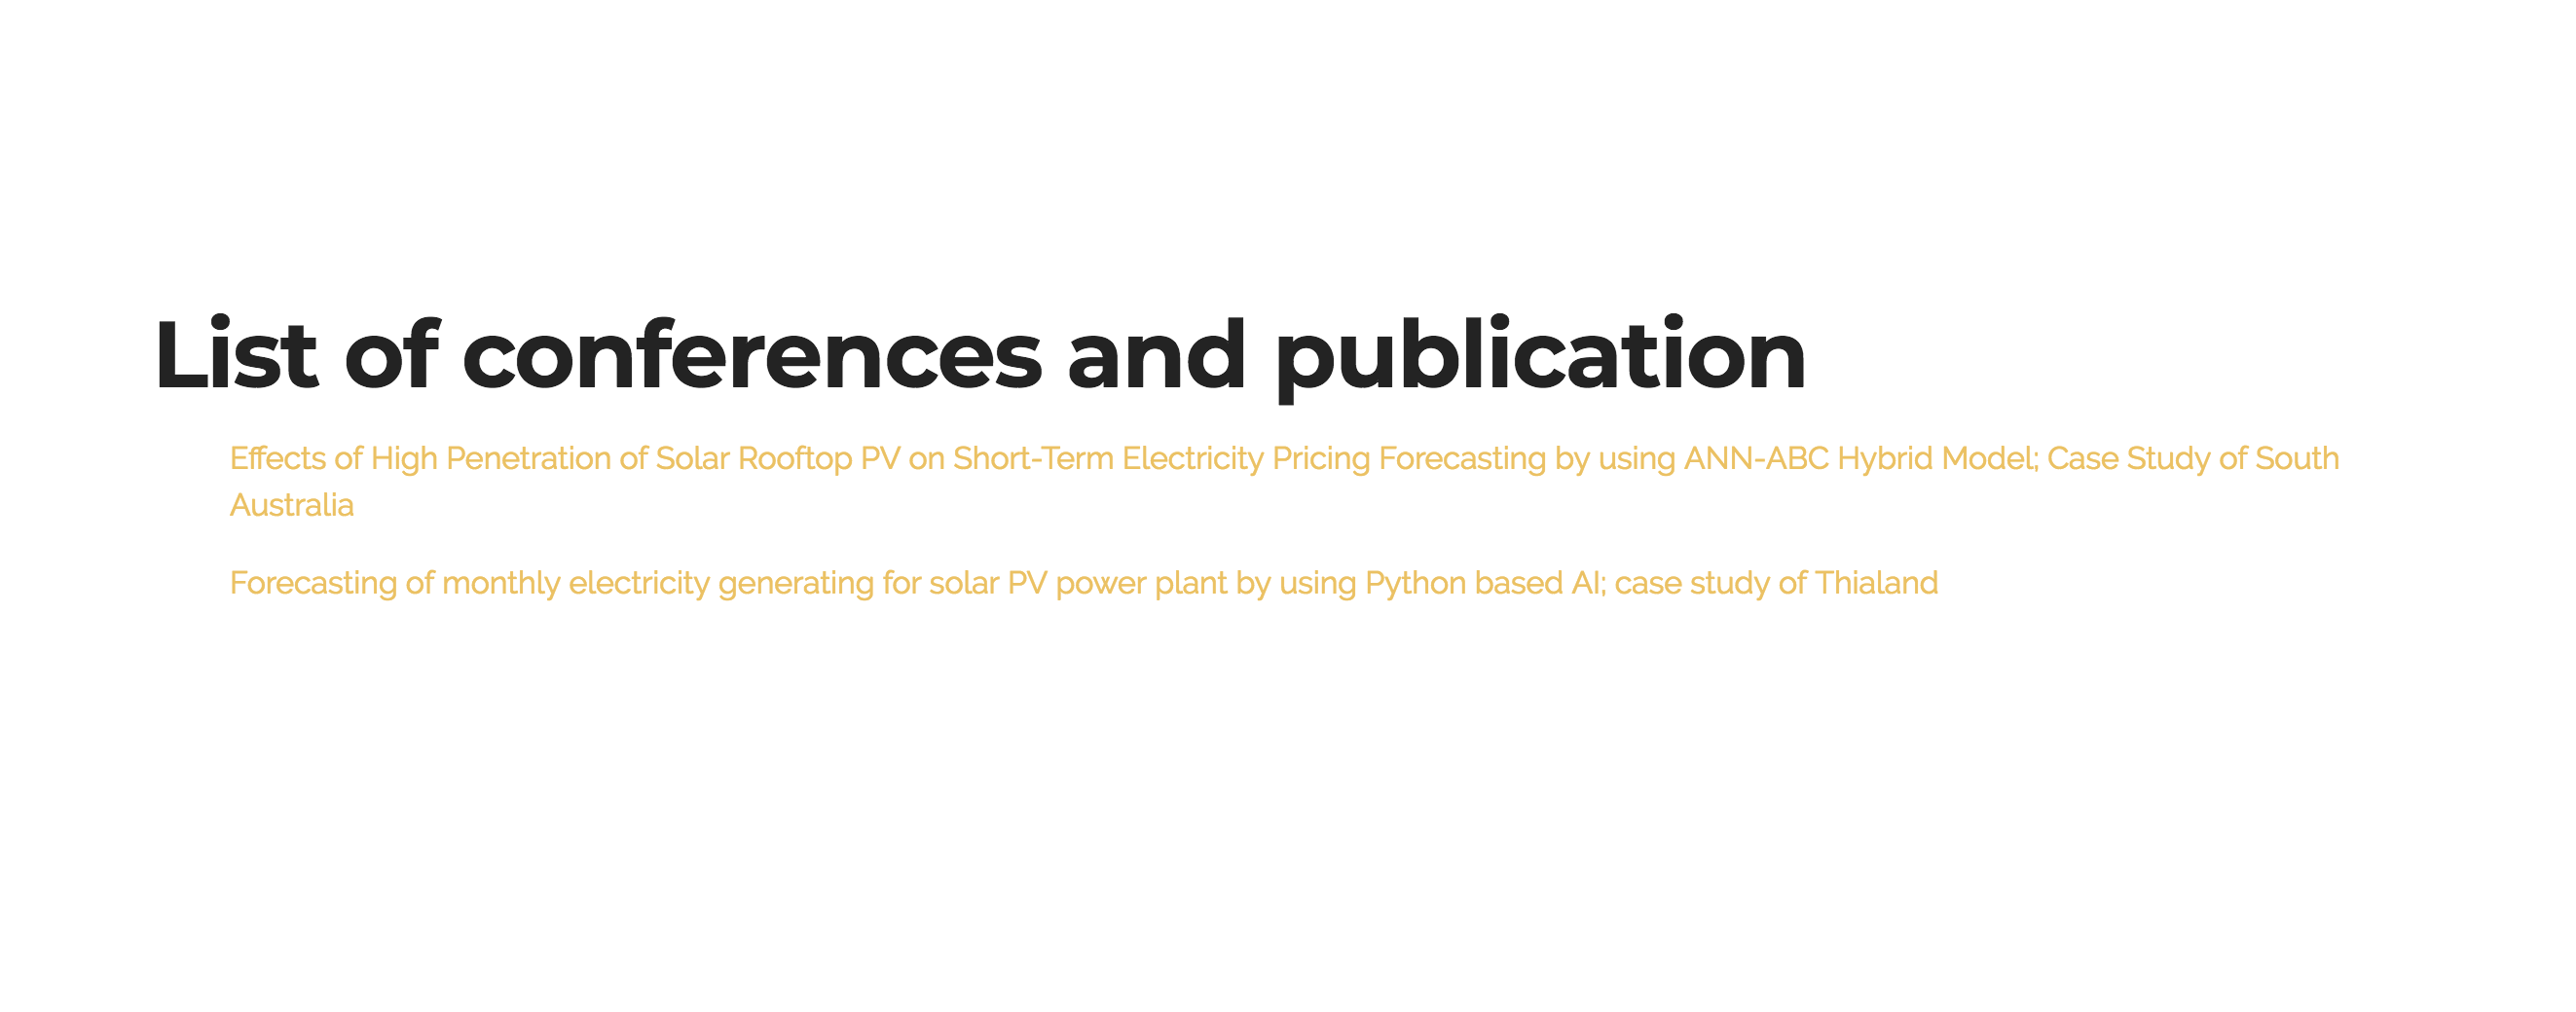 List of conferences and publication
Effects of High Penetration of Solar Rooftop PV on Short-Term Electricity Pricing Forecasting by using ANN-ABC Hybrid Model; Case Study of South
Australia
Forecasting of monthly electricity generating for solar PV power plant by using Python based AI; case study of Thialand